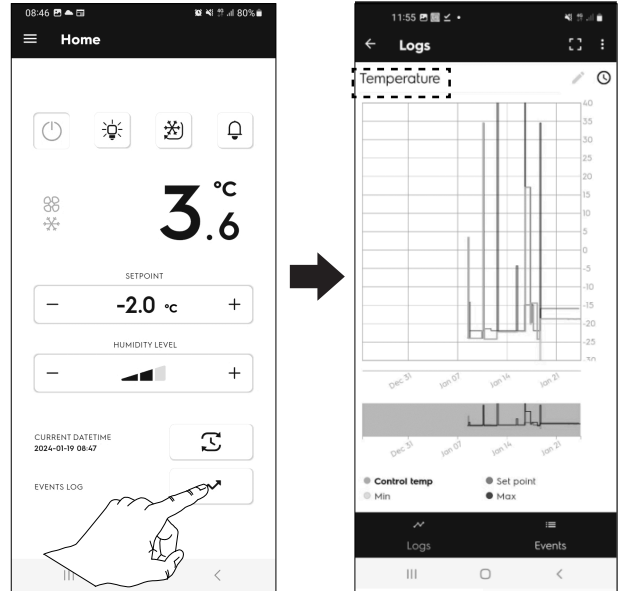 08:46
80%
Home
3.6 °C
SETPOINT
− -2.0 °C +
HUMIDITY LEVEL
− +
CURRENT DATETIME
2024-01-19 08:47
EVENTS LOG
11:55
Logs
Temperature
40
35
30
25
20
15
10
5
0
-5
-10
-15
-20
-25
-30
Dec 31 Jan 07 Jan 14 Jan 21
Dec 31 Jan 07 Jan 14 Jan 21
Control temp Set point
Min Max
Logs Events